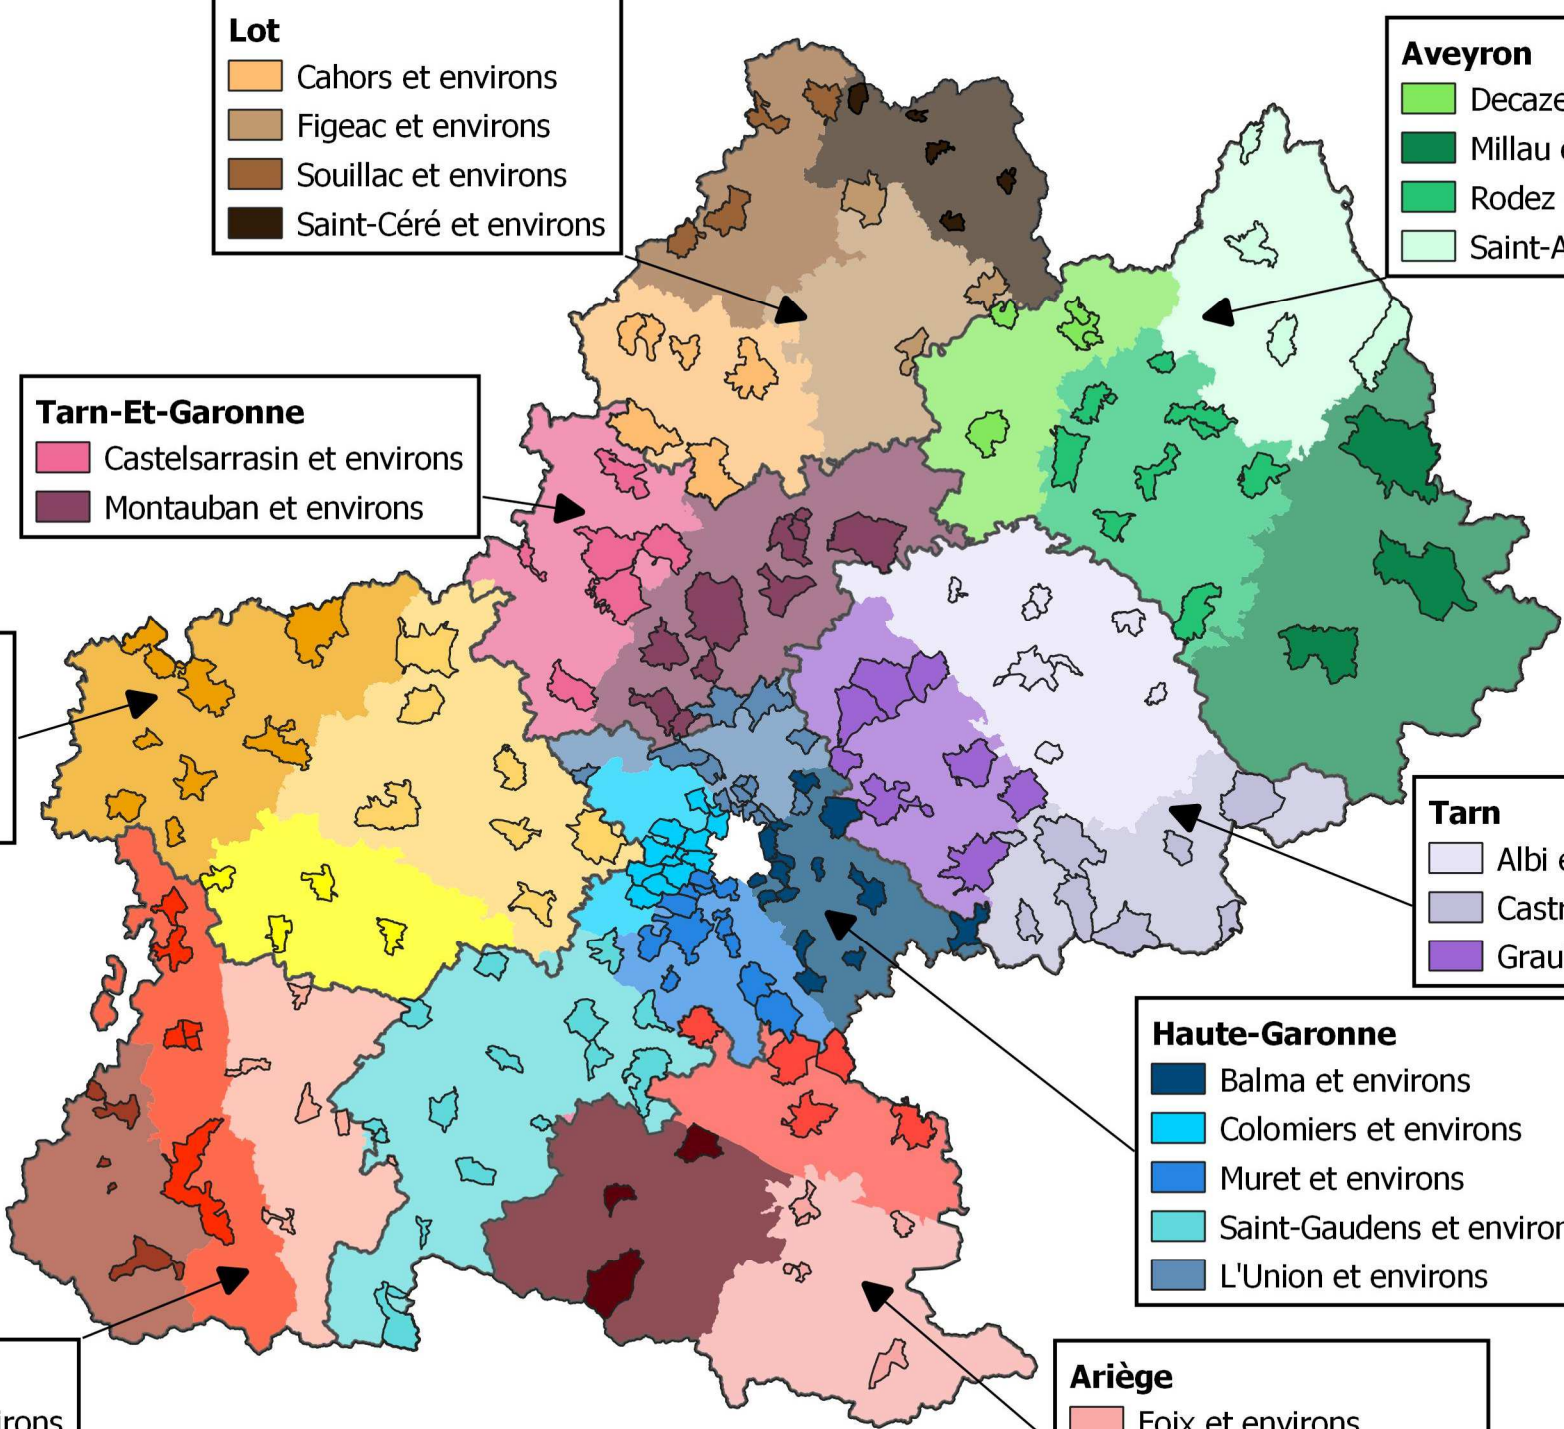 Lot
Cahors et environs
Figeac et environs
Souillac et environs
Saint-Céré et environs
Aveyron
Millau
Rodez
Tarn-Et-Garonne
Castelsarrasin et environs
Montauban et environs
Tarn
Albi
Haute-Garonne
Balma et environs
Colomiers et environs
Muret et environs
Saint-Gaudens et
L'Union et environs
Ariège
Foix et environs